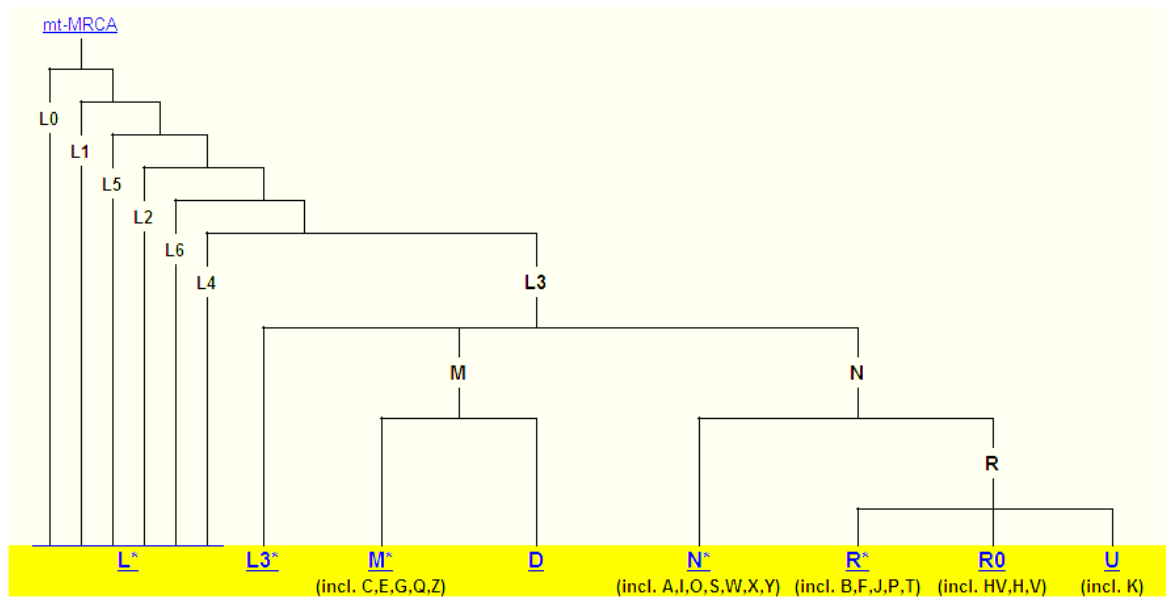 mt-MRCA
L0
L1
L5
L2
L6
L4
L3
M
N
R
L*
L3*
M*
D
N*
R*
R0
U
(incl. C,E,G,Q,Z)
(incl. A,I,O,S,W,X,Y)
(incl. B,F,J,P,T)
(incl. HV,H,V)
(incl. K)